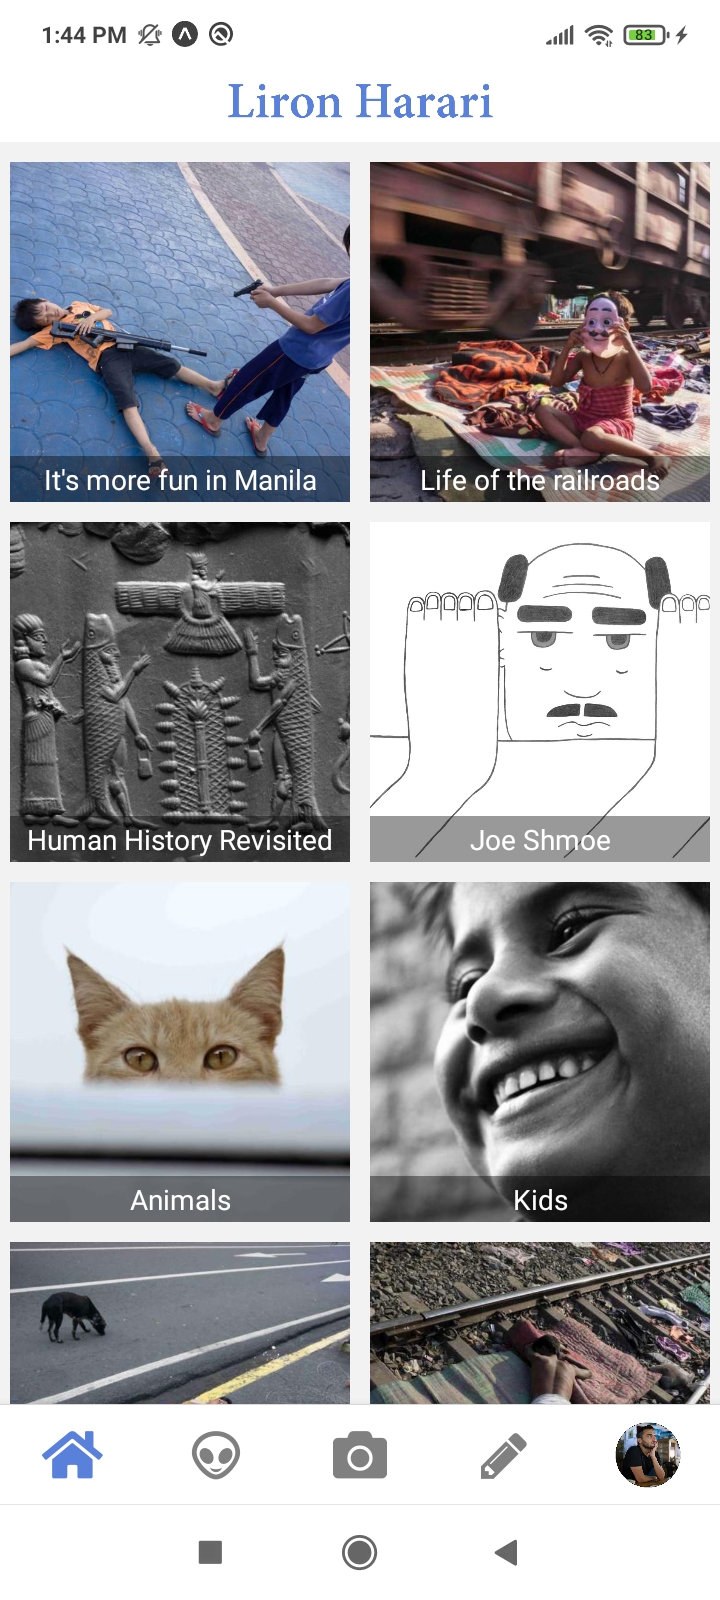 1:44 PM
83
Liron Harari
It's more fun in Manila
Life of the railroads
Human History Revisited
Joe Shmoe
Animals
Kids